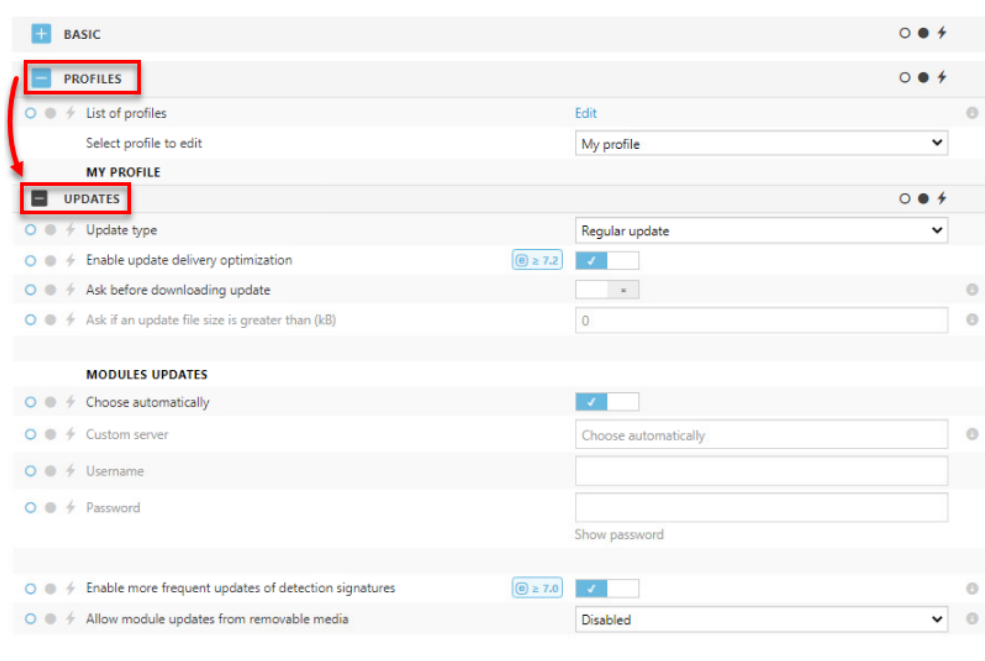 BASIC
PROFILES
List of profiles Edit
Select profile to edit My profile
MY PROFILE
UPDATES
Update type Regular update
Enable update delivery optimization e ≥ 7.2
Ask before downloading update
Ask if an update file size is greater than (kB) 0
MODULES UPDATES
Choose automatically
Custom server Choose automatically
Username
Password
Show password
Enable more frequent updates of detection signatures e ≥ 7.0
Allow module updates from removable media Disabled